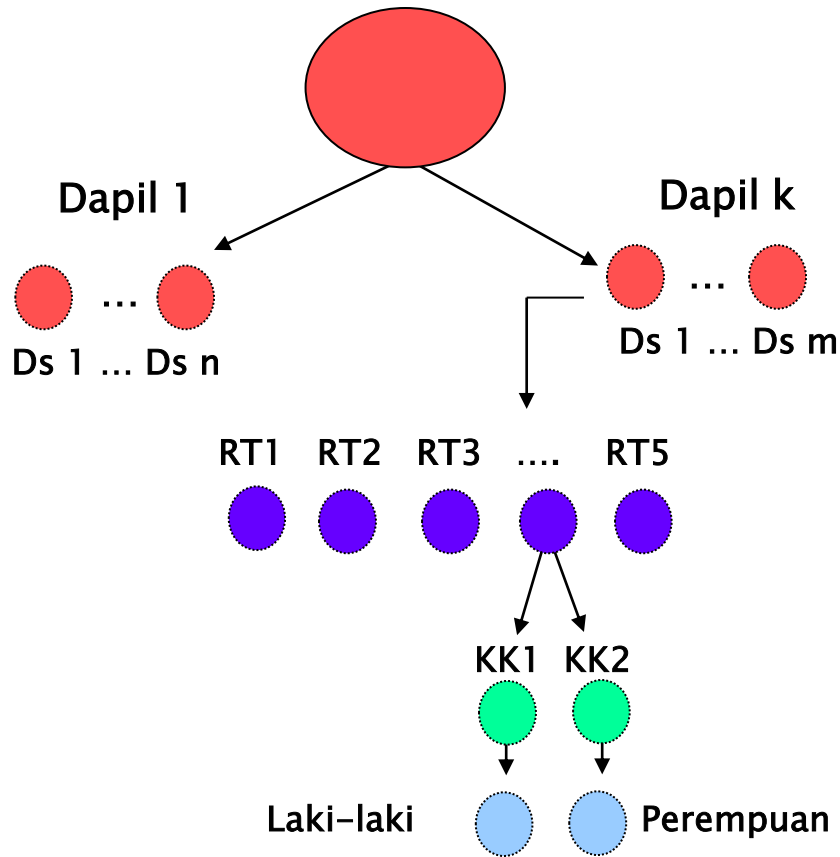 Dapil 1
Dapil k
Ds 1 ... Ds n
Ds 1 ... Ds m
...
...
RT1 RT2 RT3 .... RT5
KK1 KK2
Laki-laki
Perempuan